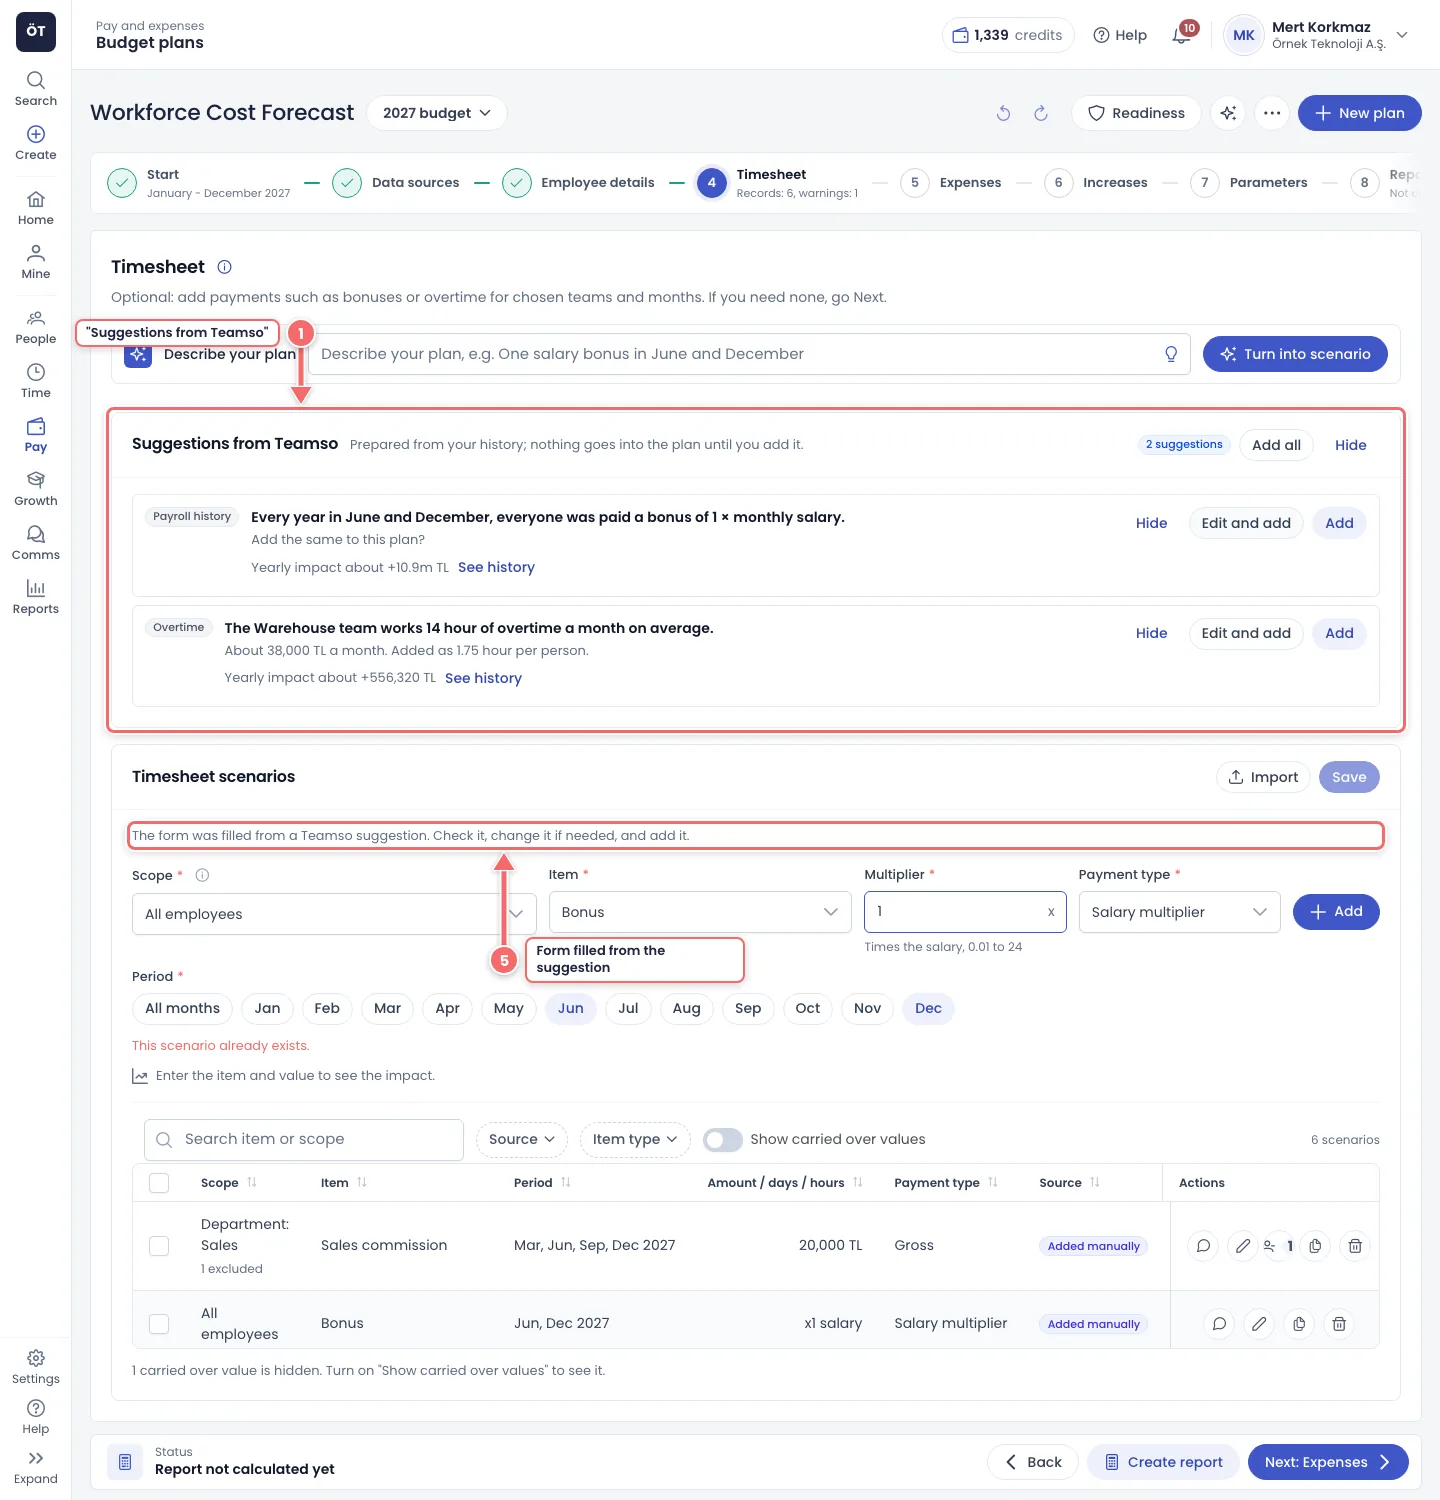 ÖT
Search
Create
Home
Mine
People
Time
Pay
Growth
Comms
Reports
Settings
Help
Expand
Pay and expenses
Budget plans
1,339 credits
Help
10
MK
Mert Korkmaz
Örnek Teknoloji A.Ş.
Workforce Cost Forecast
2027 budget
Readiness
New plan
Start
January - December 2027
Data sources
Employee details
4
Timesheet
Records: 6, warnings: 1
5
Expenses
6
Increases
7
Parameters
8
Timesheet
Optional: add payments such as bonuses or overtime for chosen teams and months. If you need none, go Next.
"Suggestions from Teamso"
1
Describe your plan
Describe your plan, e.g. One salary bonus in June and December
Turn into scenario
Suggestions from Teamso
Prepared from your history; nothing goes into the plan until you add it.
2 suggestions
Add all
Hide
Payroll history
Every year in June and December, everyone was paid a bonus of 1 × monthly salary.
Add the same to this plan?
Yearly impact about +10.9m TL See history
Hide
Edit and add
Add
Overtime
The Warehouse team works 14 hour of overtime a month on average.
About 38,000 TL a month. Added as 1.75 hour per person.
Yearly impact about +556,320 TL See history
Hide
Edit and add
Add
Timesheet scenarios
Import
Save
The form was filled from a Teamso suggestion. Check it, change it if needed, and add it.
Scope *
All employees
Item *
Bonus
Multiplier *
1 x
Times the salary, 0.01 to 24
Payment type *
Salary multiplier
Add
5
Form filled from the
suggestion
Period *
All months Jan Feb Mar Apr May Jun Jul Aug Sep Oct Nov Dec
This scenario already exists.
Enter the item and value to see the impact.
Search item or scope
Source
Item type
Show carried over values
6 scenarios
Scope Item Period Amount / days / hours Payment type Source Actions
Department:
Sales
1 excluded
Sales commission
Mar, Jun, Sep, Dec 2027
20,000 TL
Gross
Added manually
1
All
employees
Bonus
Jun, Dec 2027
x1 salary
Salary multiplier
Added manually
1 carried over value is hidden. Turn on "Show carried over values" to see it.
Status
Report not calculated yet
Back
Create report
Next: Expenses